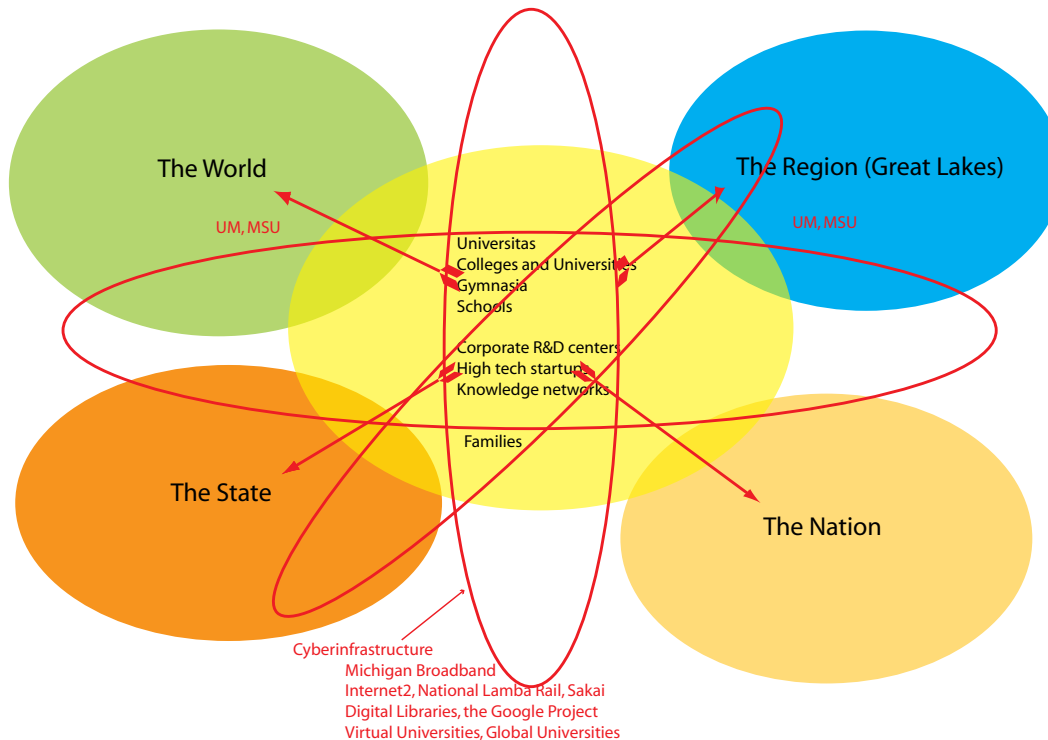 The World
The Region (Great Lakes)
UM, MSU
UM, MSU
Universitas
Colleges and Universities
Gymnasia
Schools
Corporate R&D centers
High tech startups
Knowledge networks
Families
The State
The Nation
Cyberinfrastructure
Michigan Broadband
Internet2, National Lamba Rail, Sakai
Digital Libraries, the Google Project
Virtual Universities, Global Universities